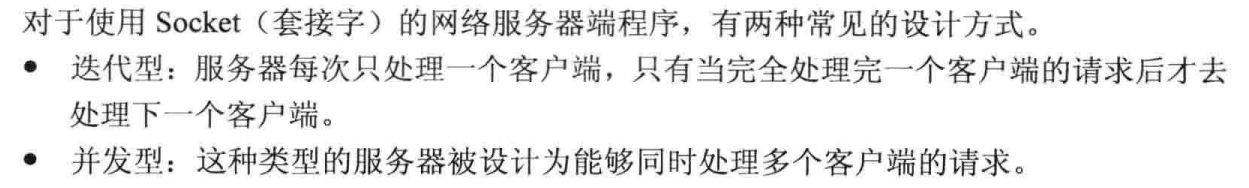 对于使用 Socket（套接字）的网络服务器端程序，有两种常见的设计方式。
● 迭代型：服务器每次只处理一个客户端，只有当完全处理完一个客户端的请求后才去
处理下一个客户端。
● 并发型：这种类型的服务器被设计为能够同时处理多个客户端的请求。